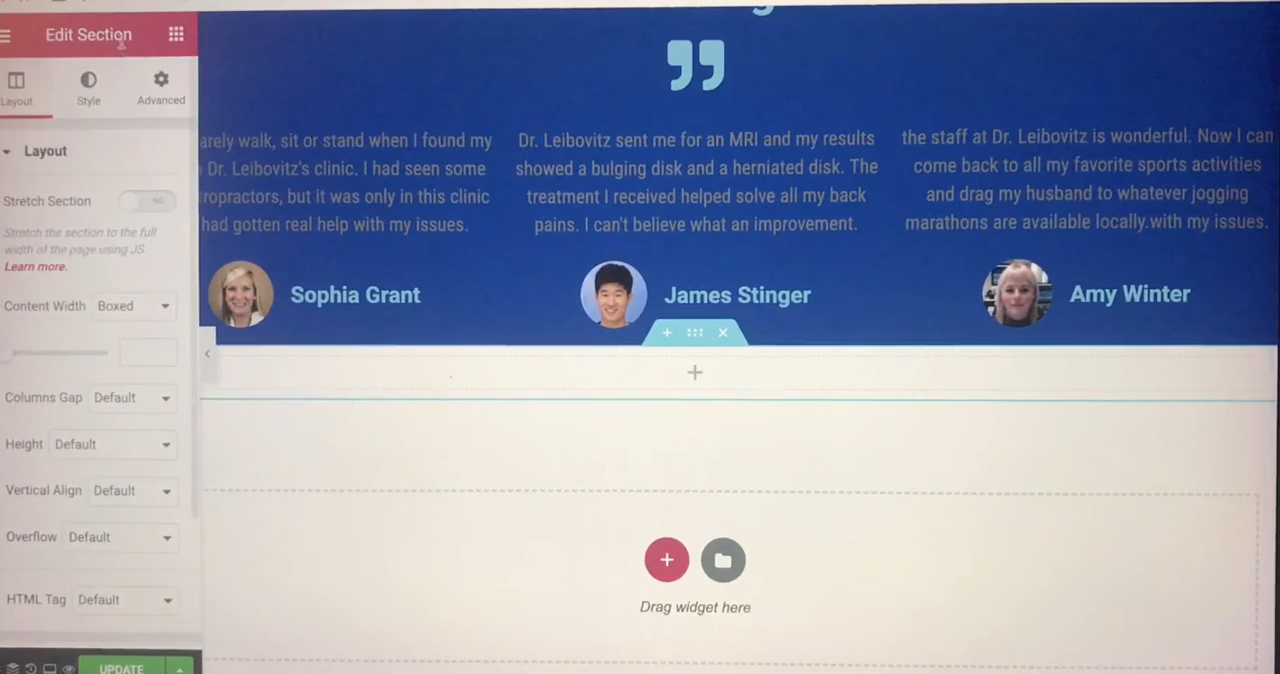 Edit Section
Layout
Style
Advanced
Layout
Stretch Section
NO
Stretch the section to the full
width of the page using JS.
Learn more.
Content Width Boxed
Columns Gap Default
Height Default
Vertical Align Default
Overflow Default
HTML Tag Default
UPDATE
arely walk, sit or stand when I found my
Dr. Leibovitz's clinic. I had seen some
ropractors, but it was only in this clinic
had gotten real help with my issues.
Sophia Grant
Dr. Leibovitz sent me for an MRI and my results
showed a bulging disk and a herniated disk. The
treatment I received helped solve all my back
pains. I can't believe what an improvement.
James Stinger
the staff at Dr. Leibovitz is wonderful. Now I can
come back to all my favorite sports activities
and drag my husband to whatever jogging
marathons are available locally.with my issues.
Amy Winter
Drag widget here